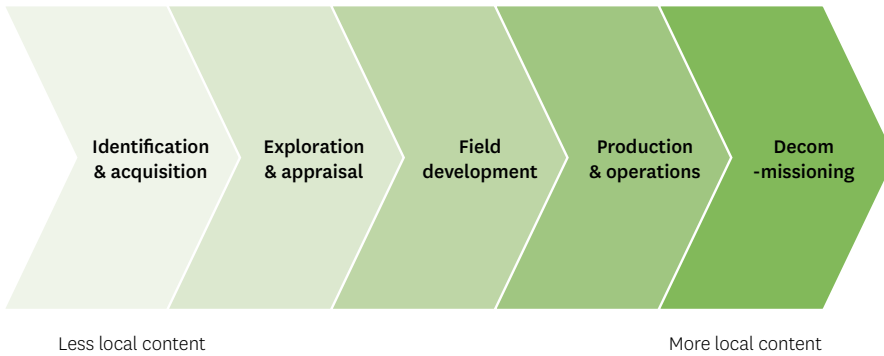 Identification
& acquisition
Exploration
& appraisal
Field
development
Production
& operations
Decom
-missioning
Less local content
More local content